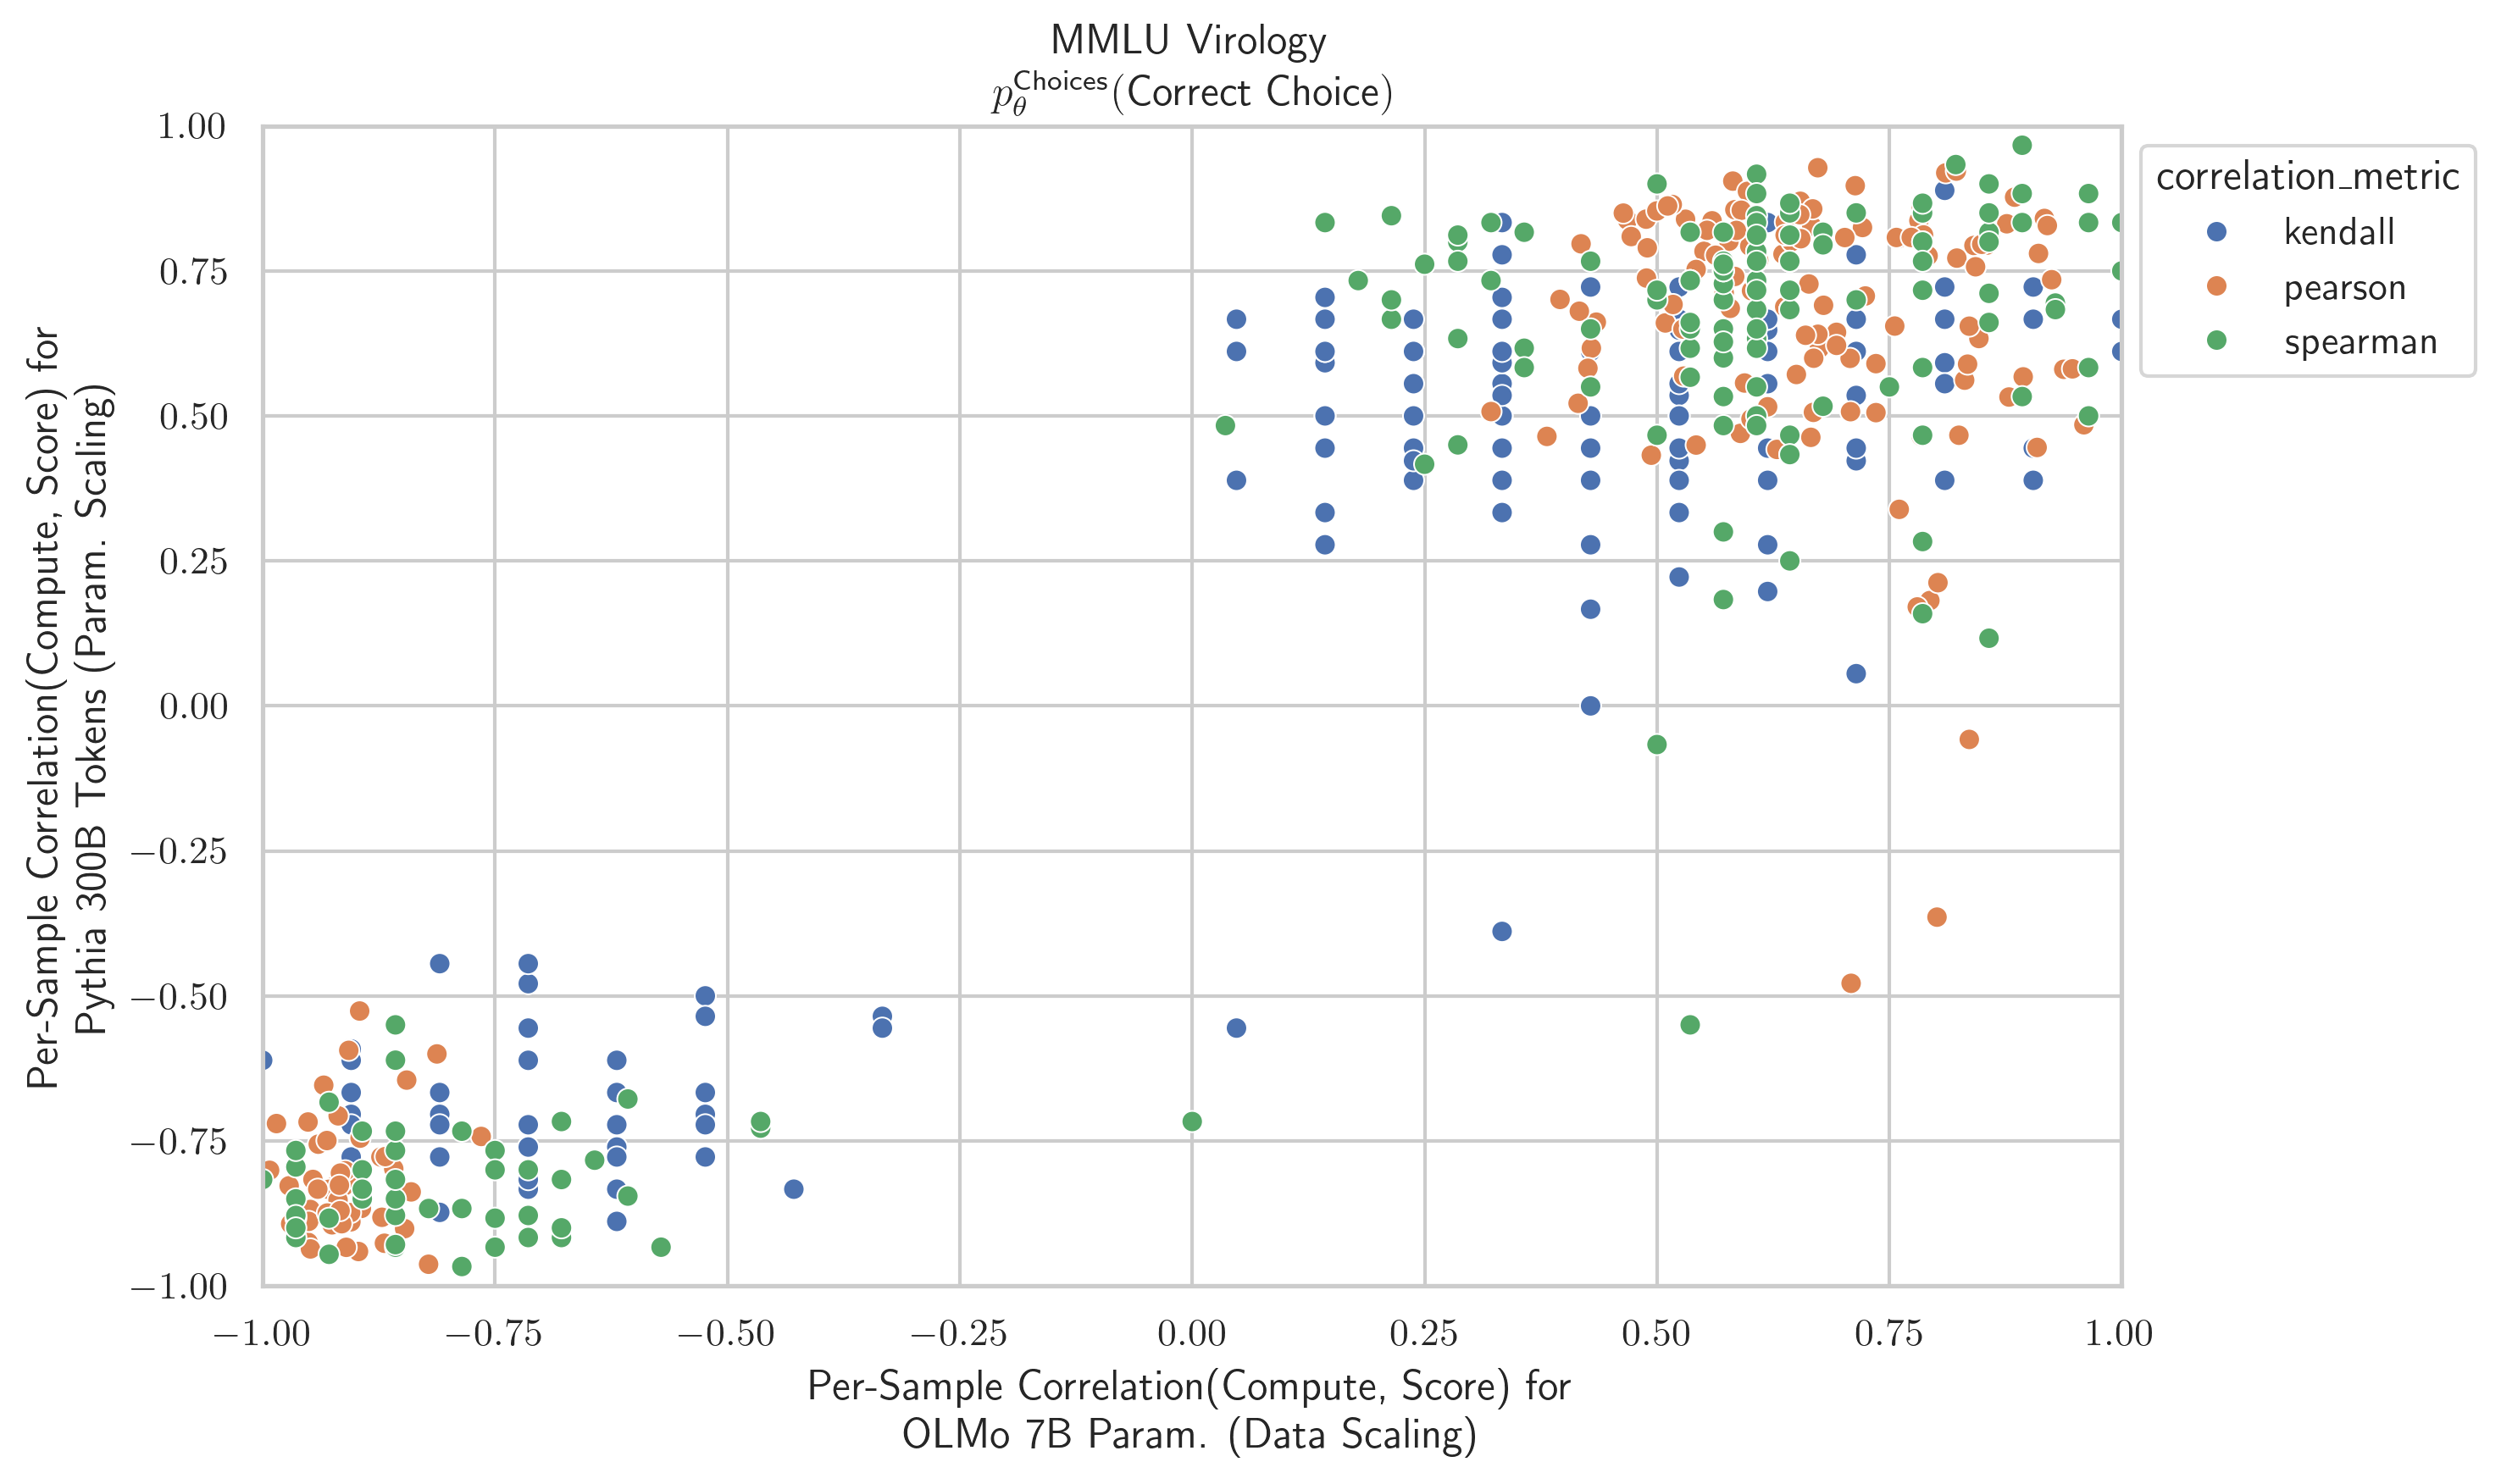 MMLU Virology
p_θ^Choices(Correct Choice)
Per-Sample Correlation(Compute, Score) for
Pythia 300B Tokens (Param. Scaling)
1.00
0.75
0.50
0.25
0.00
−0.25
−0.50
−0.75
−1.00
−1.00 −0.75 −0.50 −0.25 0.00 0.25 0.50 0.75 1.00
Per-Sample Correlation(Compute, Score) for
OLMo 7B Param. (Data Scaling)
correlation_metric
kendall
pearson
spearman